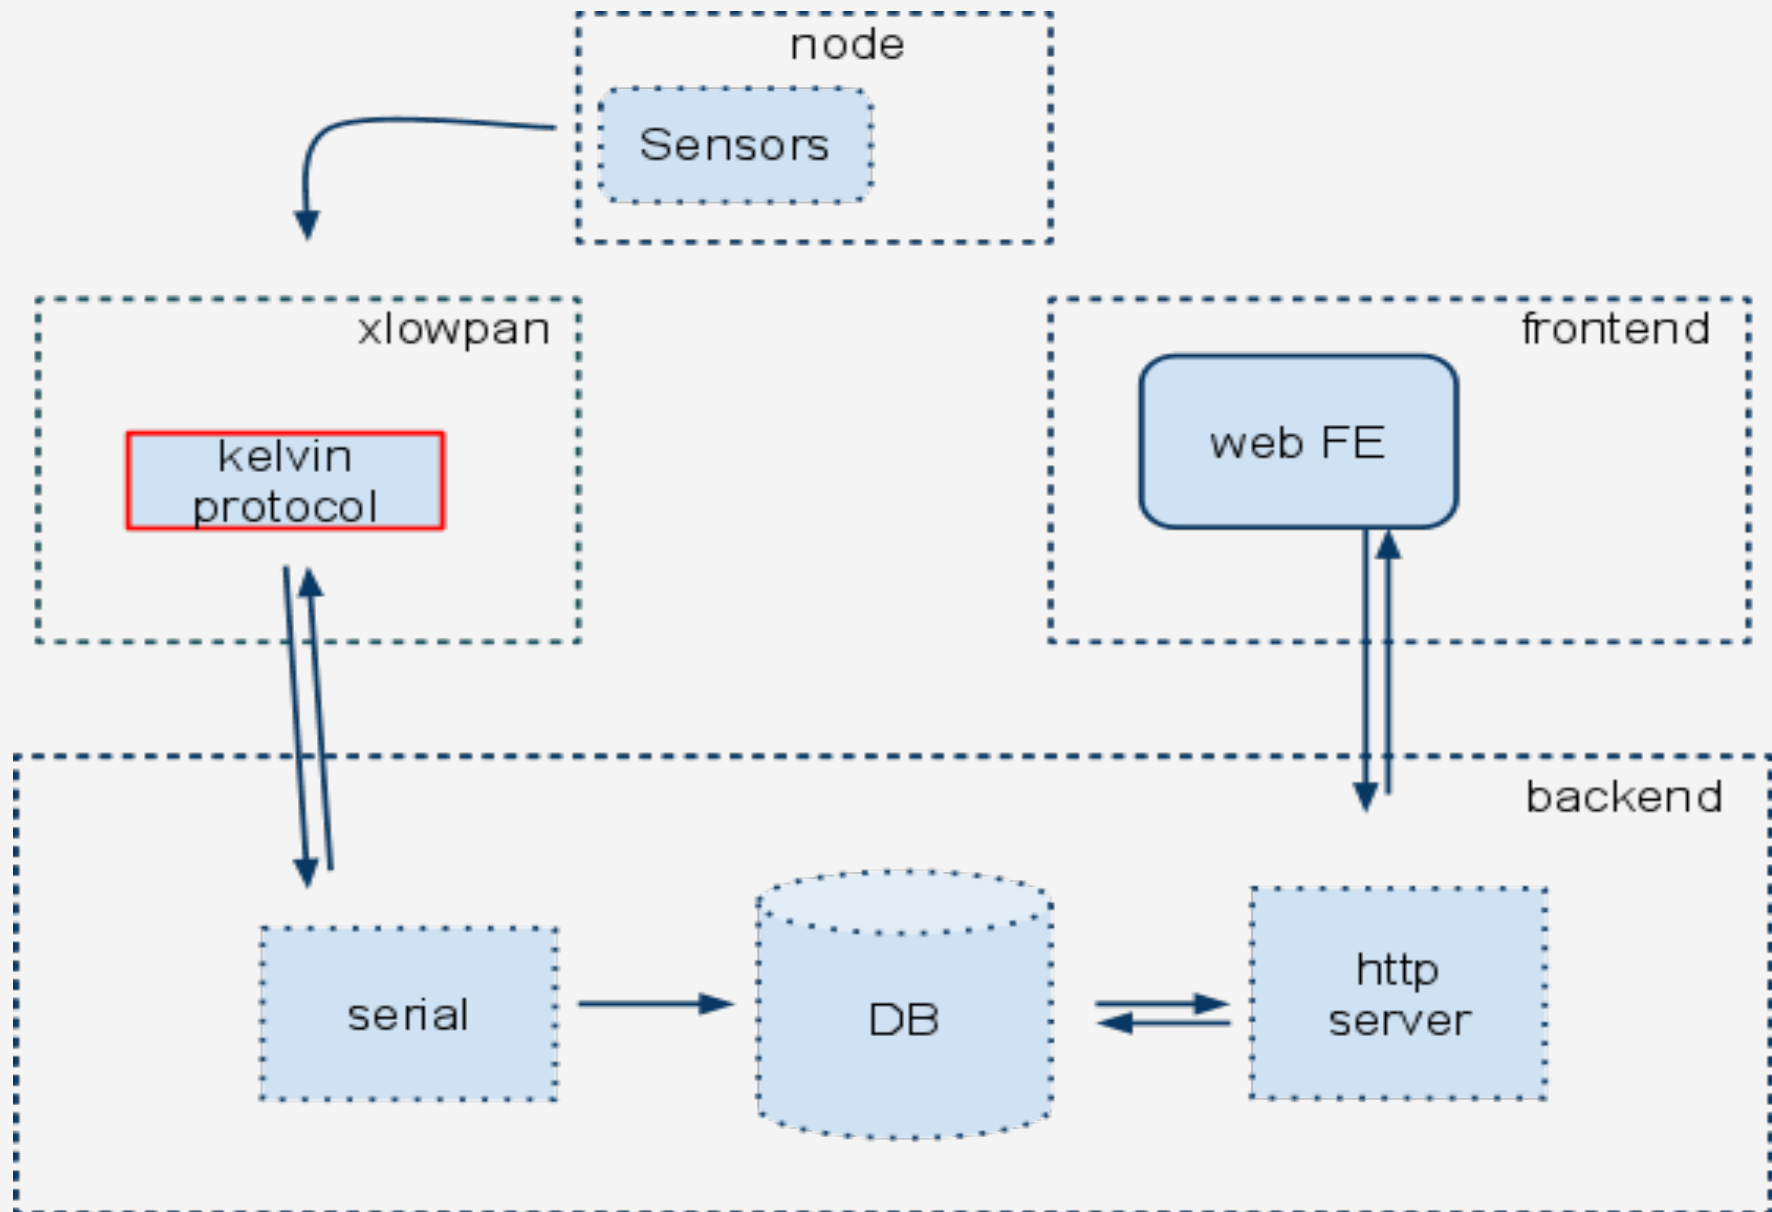 node
Sensors
xlowpan
frontend
kelvin
protocol
web FE
backend
serial
DB
http
server